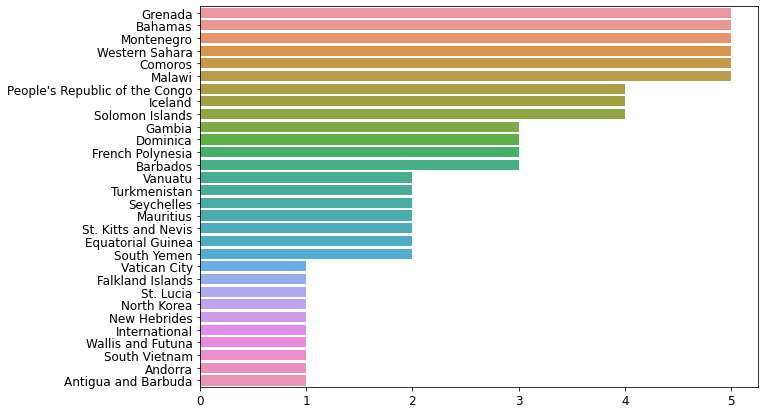 Grenada
Bahamas
Montenegro
Western Sahara
Comoros
Malawi
People's Republic of the Congo
Iceland
Solomon Islands
Gambia
Dominica
French Polynesia
Barbados
Vanuatu
Turkmenistan
Seychelles
Mauritius
St. Kitts and Nevis
Equatorial Guinea
South Yemen
Vatican City
Falkland Islands
St. Lucia
North Korea
New Hebrides
International
Wallis and Futuna
South Vietnam
Andorra
Antigua and Barbuda
0 1 2 3 4 5